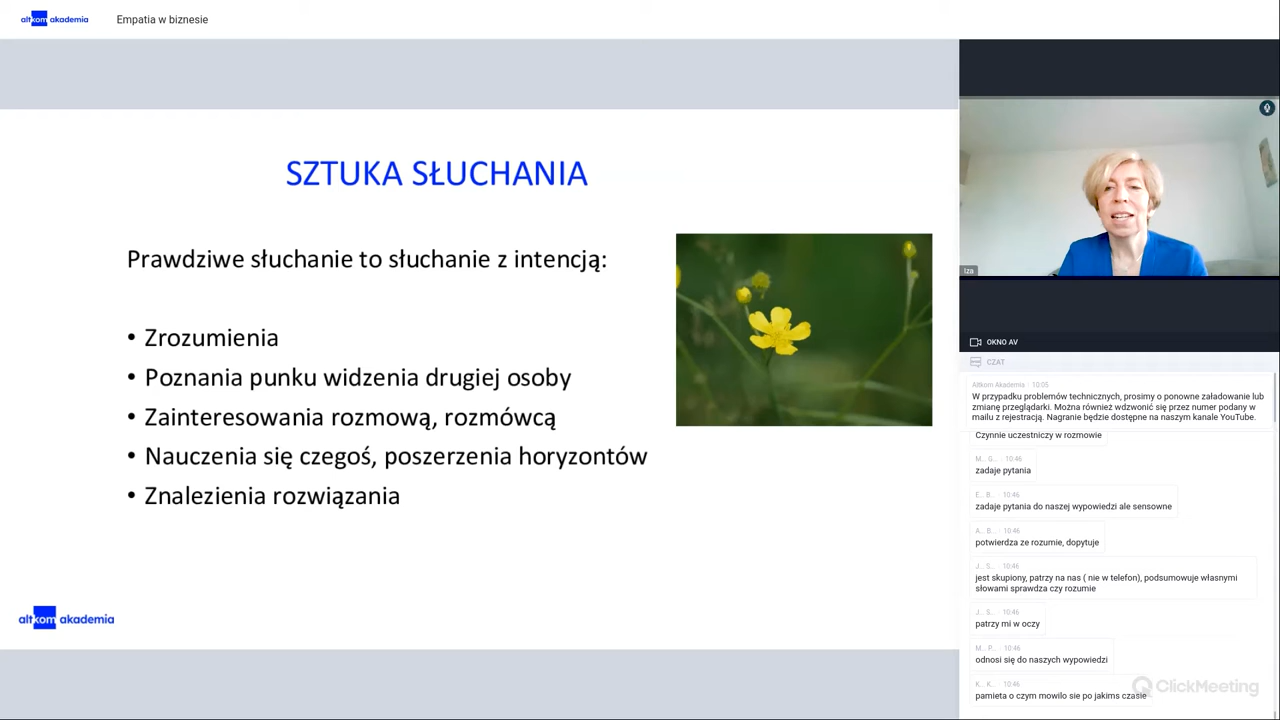 altkom akademia
Empatia w biznesie
SZTUKA SŁUCHANIA
Prawdziwe słuchanie to słuchanie z intencją:
• Zrozumienia
• Poznania punku widzenia drugiej osoby
• Zainteresowania rozmową, rozmówcą
• Nauczenia się czegoś, poszerzenia horyzontów
• Znalezienia rozwiązania
altkom akademia
Iza
OKNO AV
CZAT
Altkom Akademia 10:05
W przypadku problemów technicznych, prosimy o ponowne załadowanie lub
zmianę przeglądarki. Można również wdzwonić się przez numer podany w
mailu z rejestracją. Nagranie będzie dostępne na naszym kanale YouTube.
Czynnie uczestniczy w rozmowie
M... G... 10:46
zadaje pytania
E... B... 10:46
zadaje pytania do naszej wypowiedzi ale sensowne
A... B... 10:46
potwierdza ze rozumie, dopytuje
J... S... 10:46
jest skupiony, patrzy na nas ( nie w telefon), podsumowuje własnymi
słowami sprawdza czy rozumie
J... S... 10:46
patrzy mi w oczy
M... P... 10:46
odnosi się do naszych wypowiedzi
K... K... 10:46
pamieta o czym mowilo sie po jakims czasie
ClickMeeting